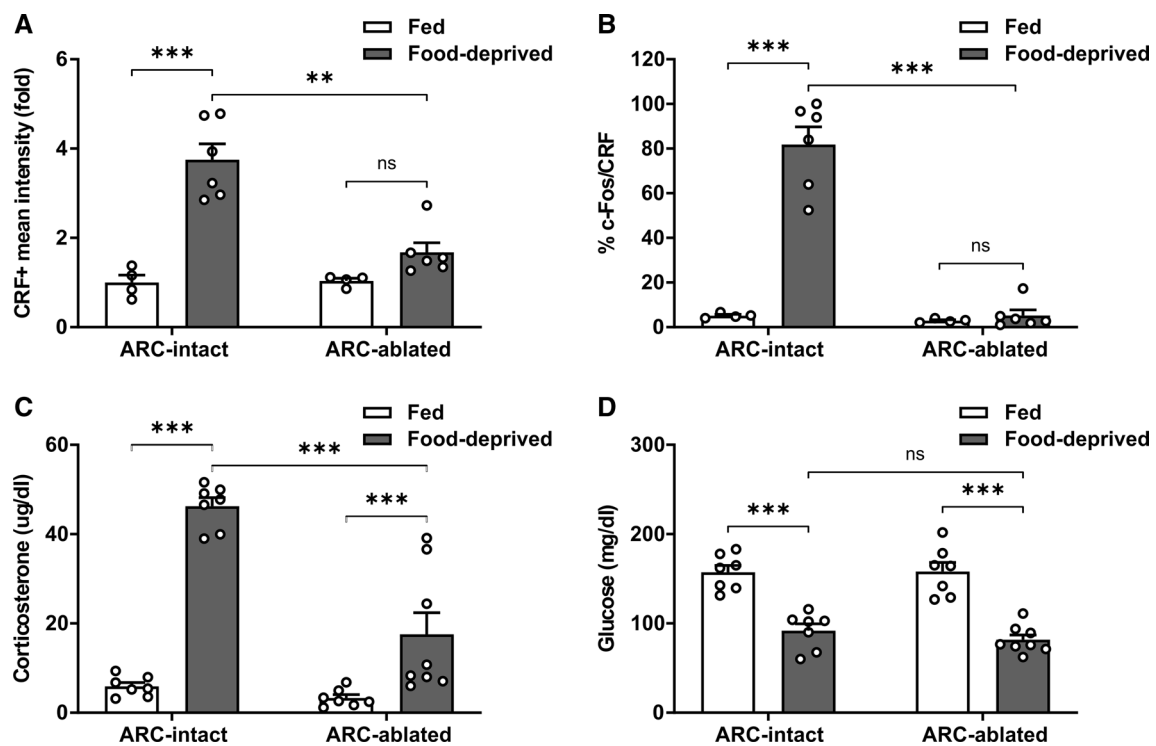 A
Fed
Food-deprived
CRF+ mean intensity (fold)
6
4
2
0
***
**
ns
ARC-intact
ARC-ablated
B
Fed
Food-deprived
% c-Fos/CRF
120
100
80
60
40
20
0
***
***
ns
ARC-intact
ARC-ablated
C
Fed
Food-deprived
Corticosterone (ug/dl)
60
40
20
0
***
***
***
ARC-intact
ARC-ablated
D
Fed
Food-deprived
Glucose (mg/dl)
300
200
100
0
ns
***
***
ARC-intact
ARC-ablated